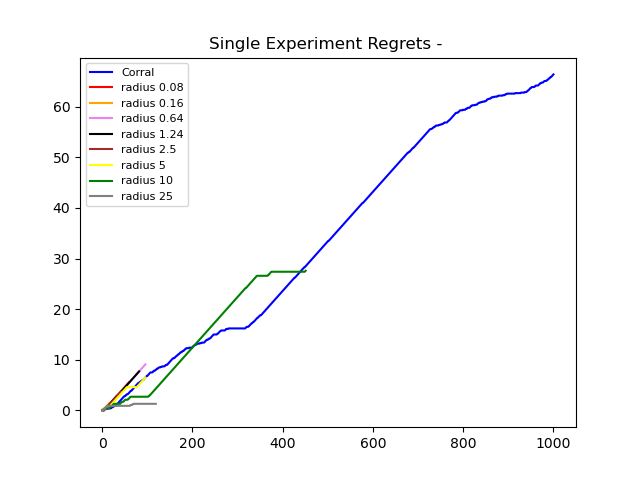 Single Experiment Regrets -
Corral
radius 0.08
radius 0.16
radius 0.64
radius 1.24
radius 2.5
radius 5
radius 10
radius 25
60
50
40
30
20
10
0
0 200 400 600 800 1000